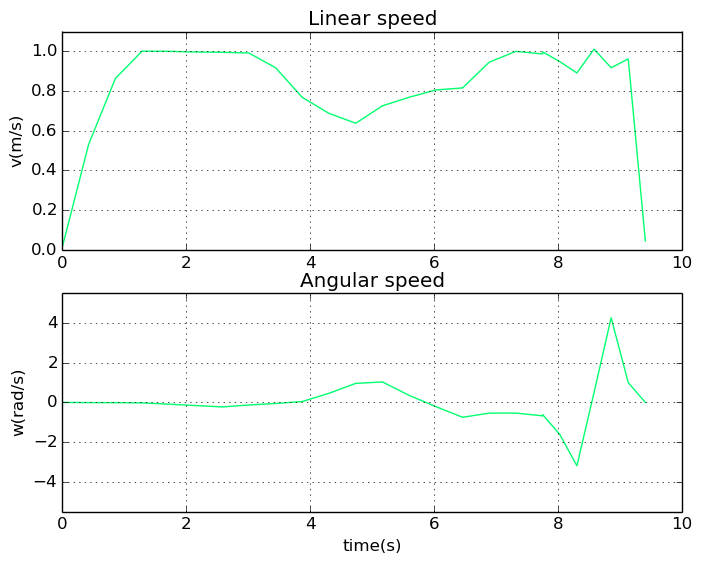 Linear speed
v(m/s)
1.0
0.8
0.6
0.4
0.2
0.0
0 2 4 6 8 10
Angular speed
w(rad/s)
4
2
0
−2
−4
0 2 4 6 8 10
time(s)